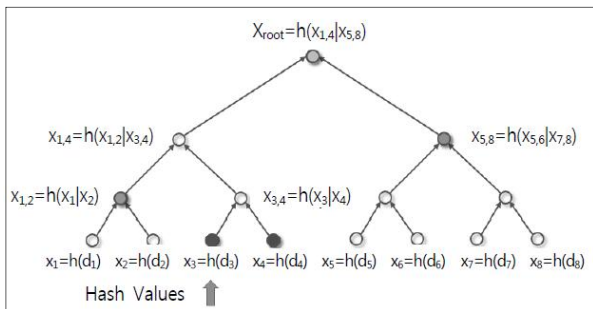 X_root=h(x_1,4|x_5,8)
x_1,4=h(x_1,2|x_3,4)
x_5,8=h(x_5,6|x_7,8)
x_1,2=h(x_1|x_2)
x_3,4=h(x_3|x_4)
x_1=h(d_1) x_2=h(d_2) x_3=h(d_3) x_4=h(d_4) x_5=h(d_5) x_6=h(d_6) x_7=h(d_7) x_8=h(d_8)
Hash Values